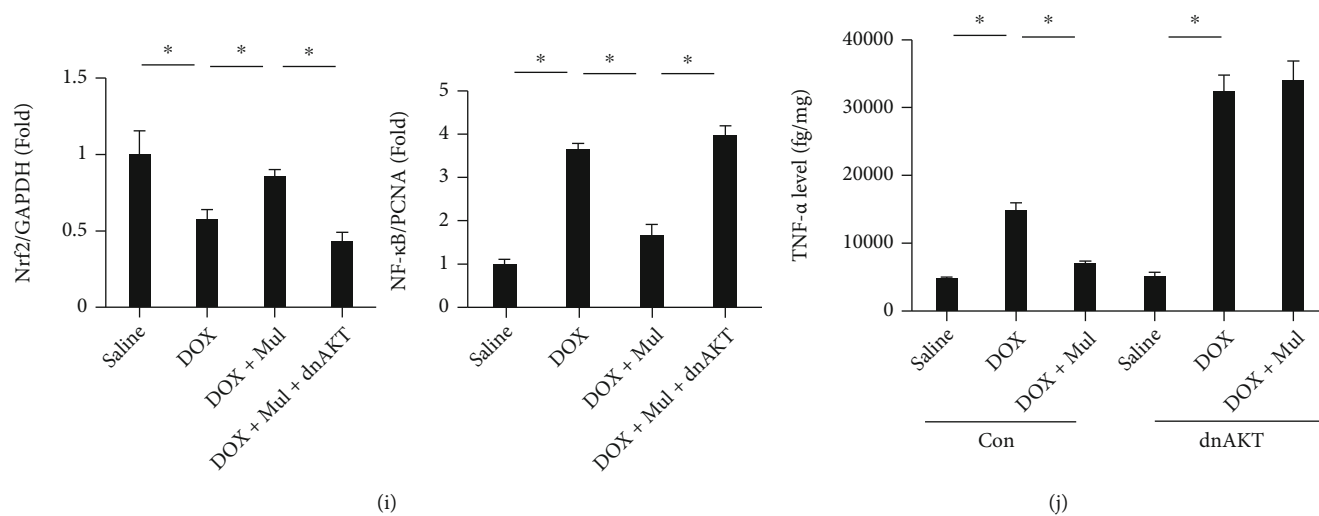 * * *
Nrf2/GAPDH (Fold)
1.5
1
0.5
0
Saline
DOX
DOX + Mul
DOX + Mul + dnAKT
* * *
NF-κB/PCNA (Fold)
5
4
3
2
1
0
Saline
DOX
DOX + Mul
DOX + Mul + dnAKT
(i)
* * *
TNF-α level (fg/mg)
40000
30000
20000
10000
0
Saline
DOX
DOX + Mul
Saline
DOX
DOX + Mul
Con
dnAKT
(j)